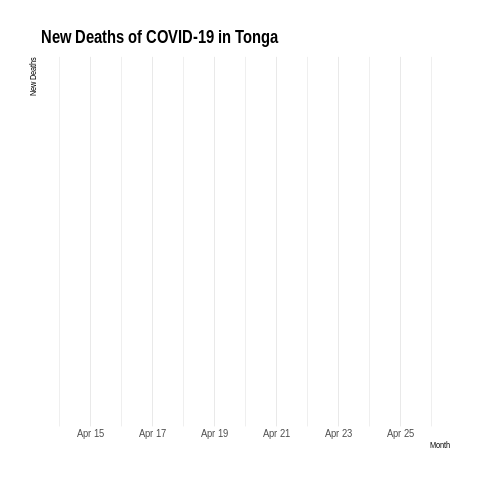 New Deaths of COVID-19 in Tonga
New Deaths
Apr 15 Apr 17 Apr 19 Apr 21 Apr 23 Apr 25
Month